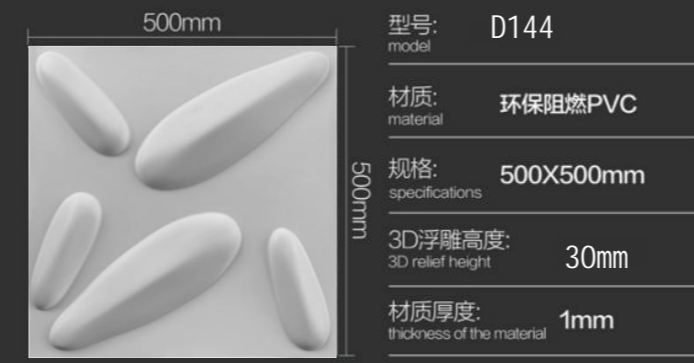 500mm
500mm
型号: D144
model
材质: 环保阻燃PVC
material
规格: 500X500mm
specifications
3D浮雕高度: 30mm
3D relief height
材质厚度: 1mm
thickness of the material